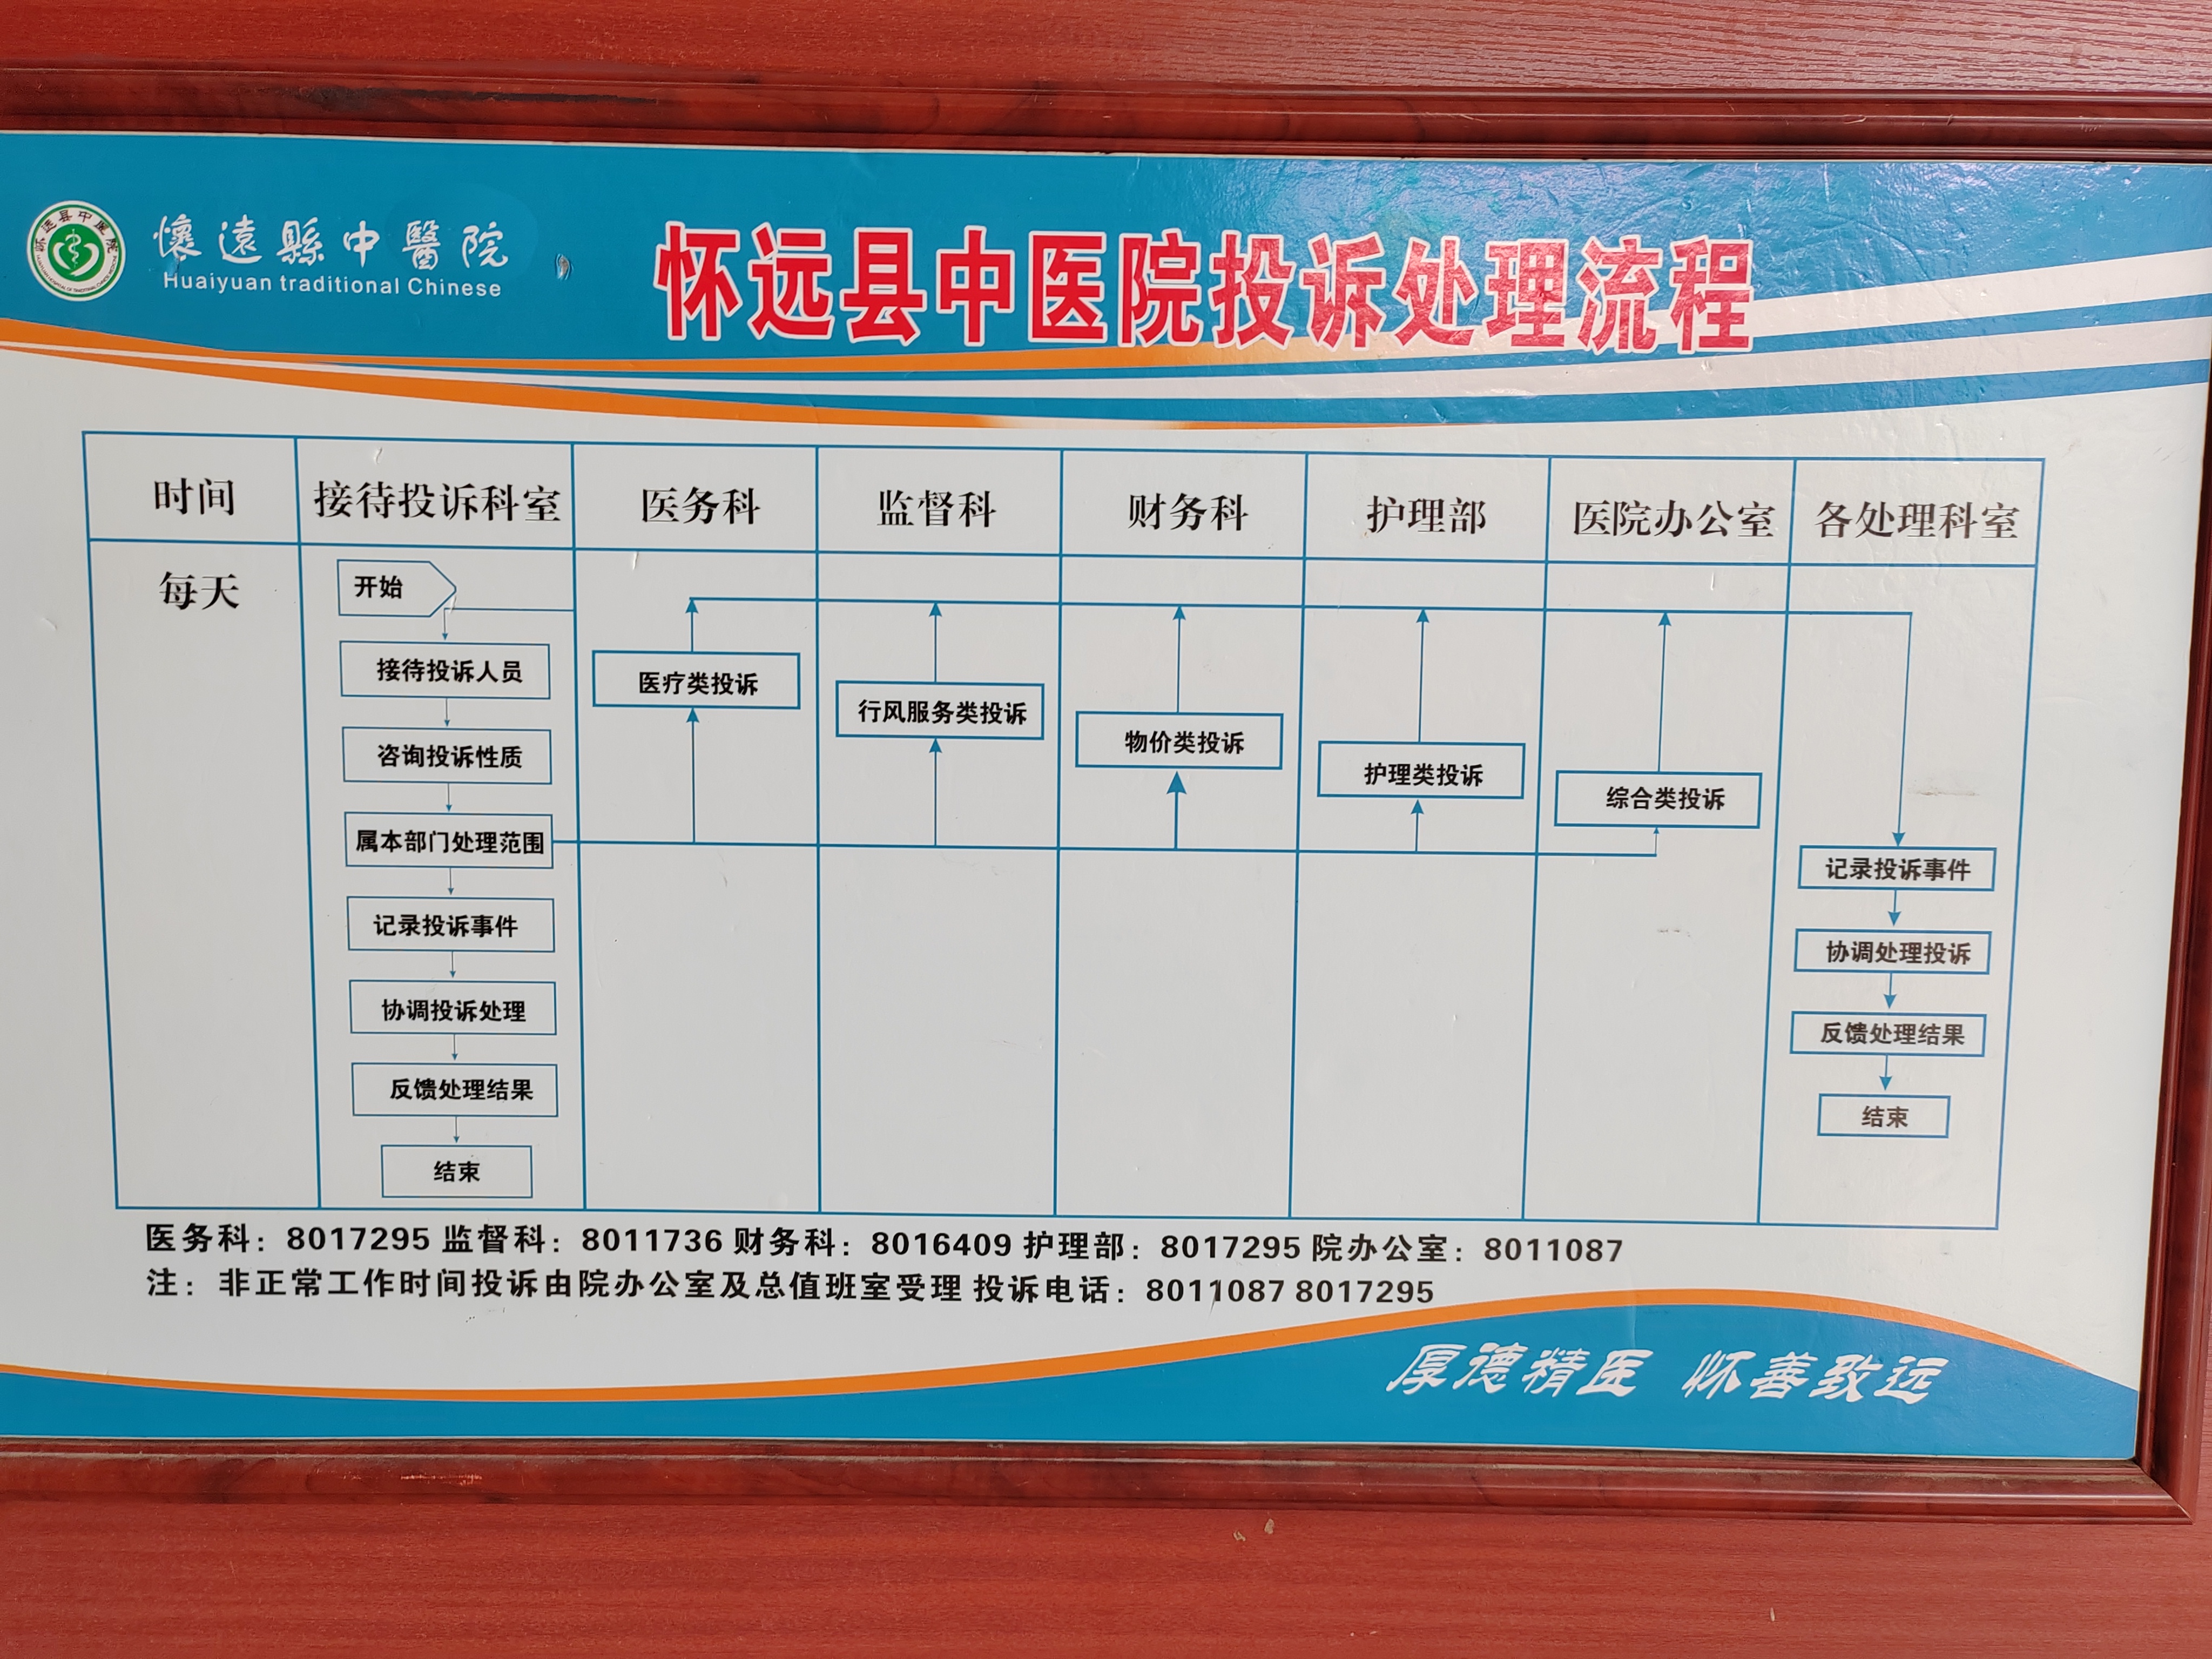 懷遠縣中醫院
Huaiyuan traditional Chinese
怀远县中医院投诉处理流程
时间 接待投诉科室 医务科 监督科 财务科 护理部 医院办公室 各处理科室
每天
开始
接待投诉人员
咨询投诉性质
属本部门处理范围
记录投诉事件
协调投诉处理
反馈处理结果
结束
医疗类投诉
行风服务类投诉
物价类投诉
护理类投诉
综合类投诉
记录投诉事件
协调处理投诉
反馈处理结果
结束
医务科：8017295 监督科：8011736 财务科：8016409 护理部：8017295 院办公室：8011087
注：非正常工作时间投诉由院办公室及总值班室受理 投诉电话：8011087 8017295
厚德精医 怀善致远